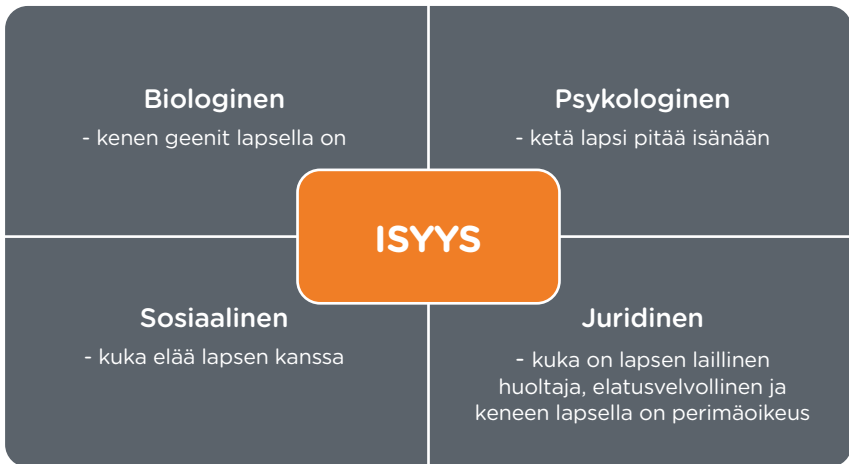 Biologinen
- kenen geenit lapsella on
Psykologinen
- ketä lapsi pitää isänään
ISYYS
Sosiaalinen
- kuka elää lapsen kanssa
Juridinen
- kuka on lapsen laillinen
huoltaja, elatusvelvollinen ja
keneen lapsella on perimäoikeus